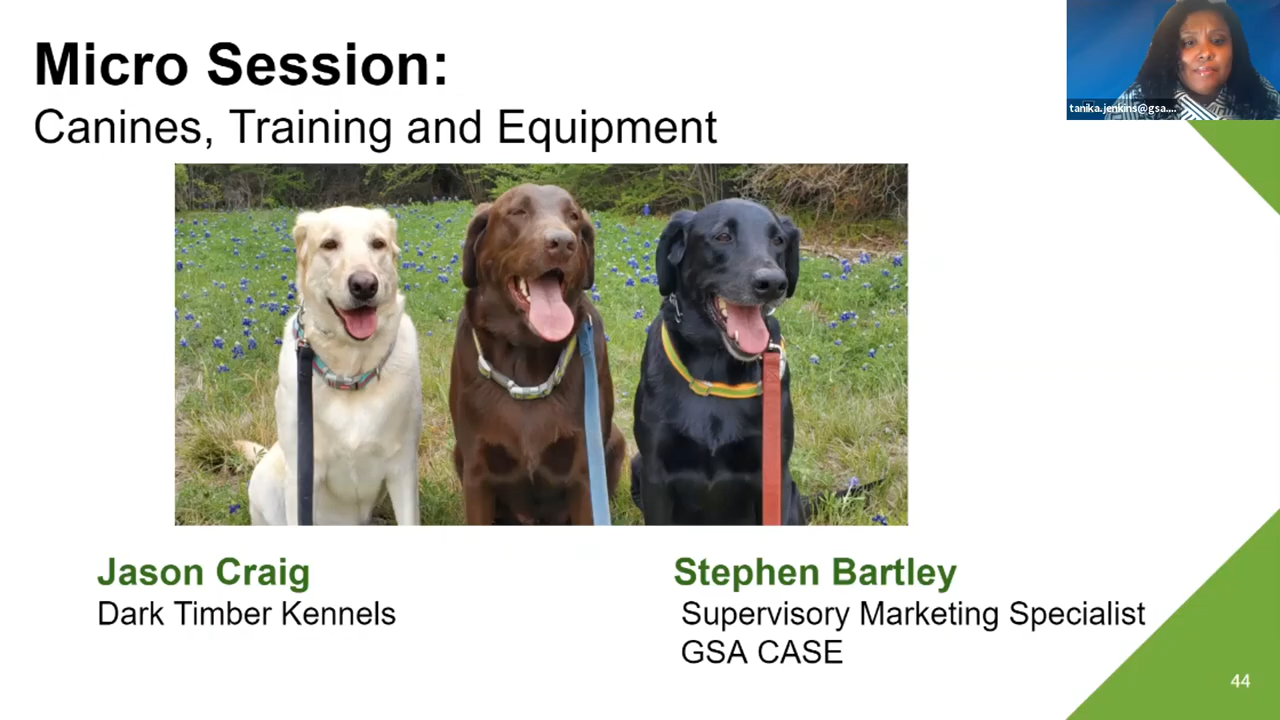 Micro Session:
Canines, Training and Equipment
tanika.jenkins@gsa....
Jason Craig
Dark Timber Kennels
Stephen Bartley
Supervisory Marketing Specialist
GSA CASE
44